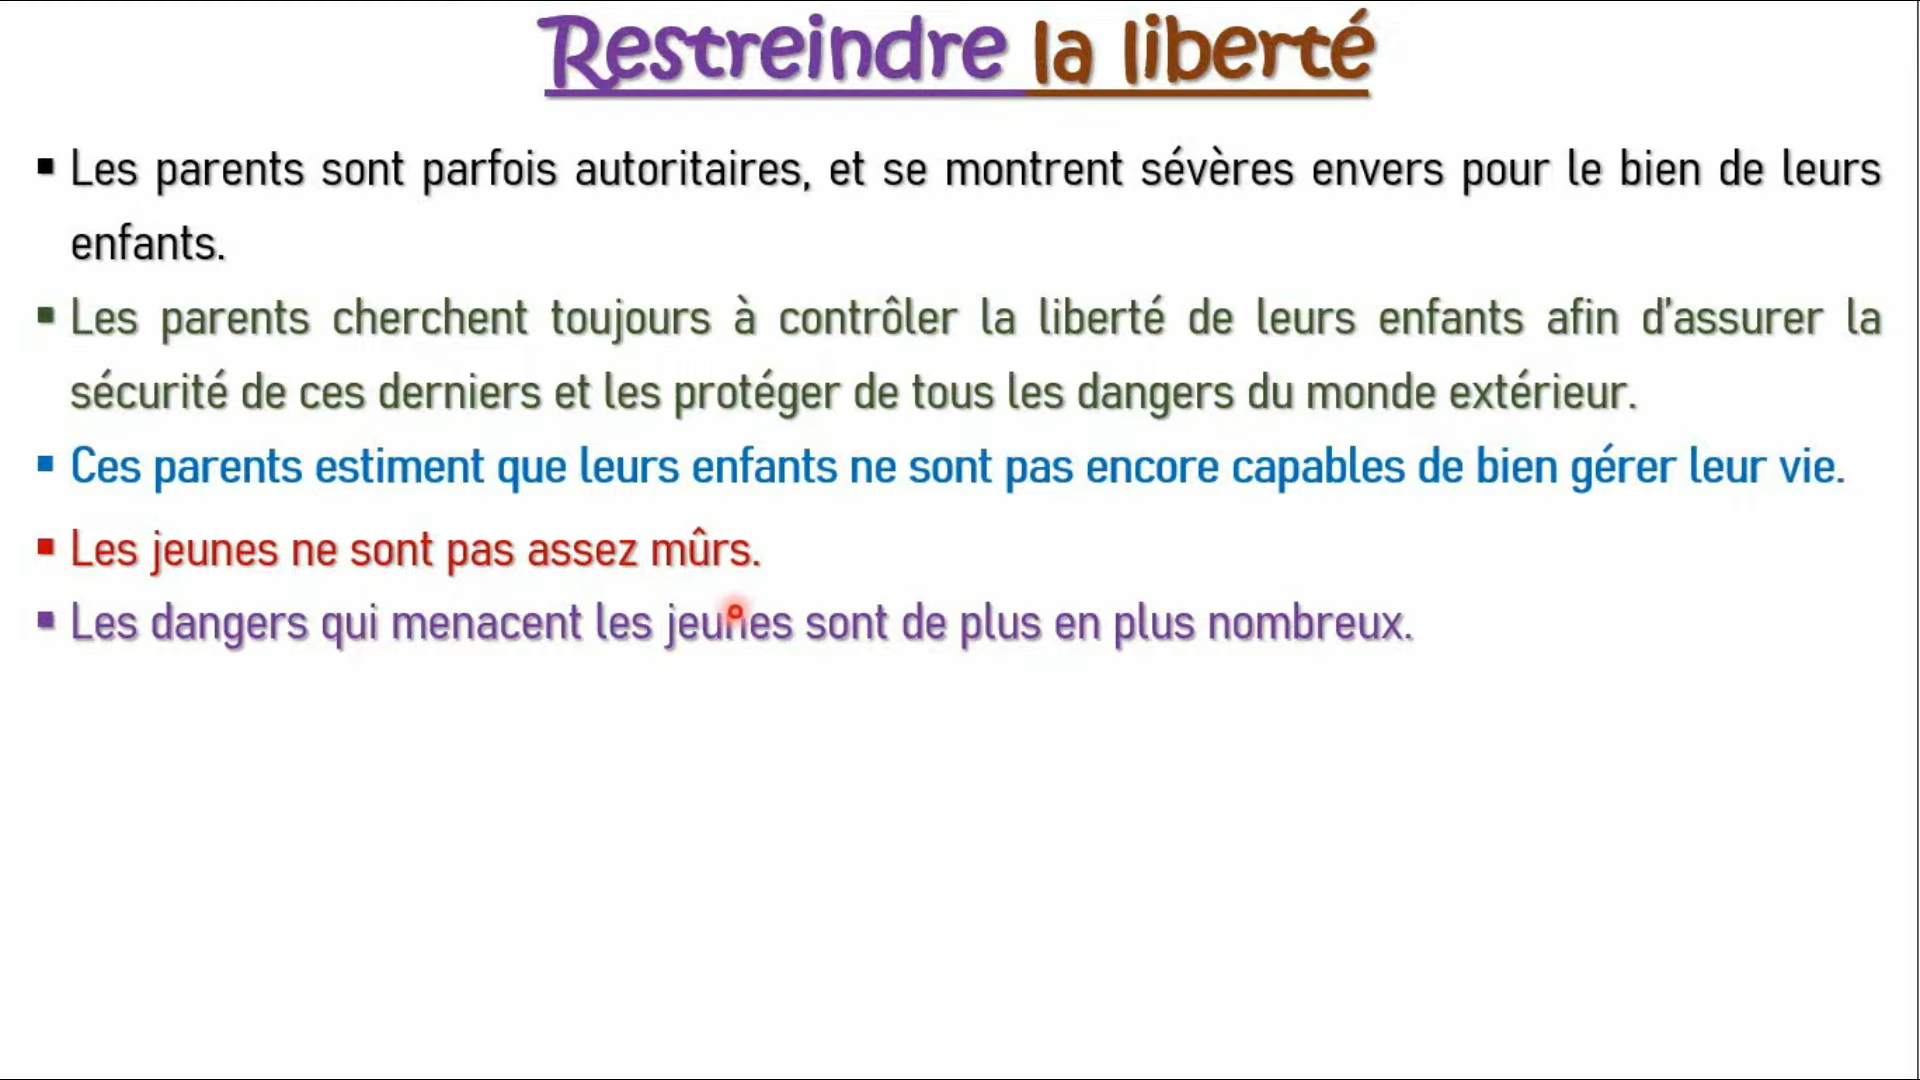 Restreindre la liberté
▪ Les parents sont parfois autoritaires, et se montrent sévères envers pour le bien de leurs
enfants.
▪ Les parents cherchent toujours à contrôler la liberté de leurs enfants afin d'assurer la
sécurité de ces derniers et les protéger de tous les dangers du monde extérieur.
▪ Ces parents estiment que leurs enfants ne sont pas encore capables de bien gérer leur vie.
▪ Les jeunes ne sont pas assez mûrs.
▪ Les dangers qui menacent les jeunes sont de plus en plus nombreux.